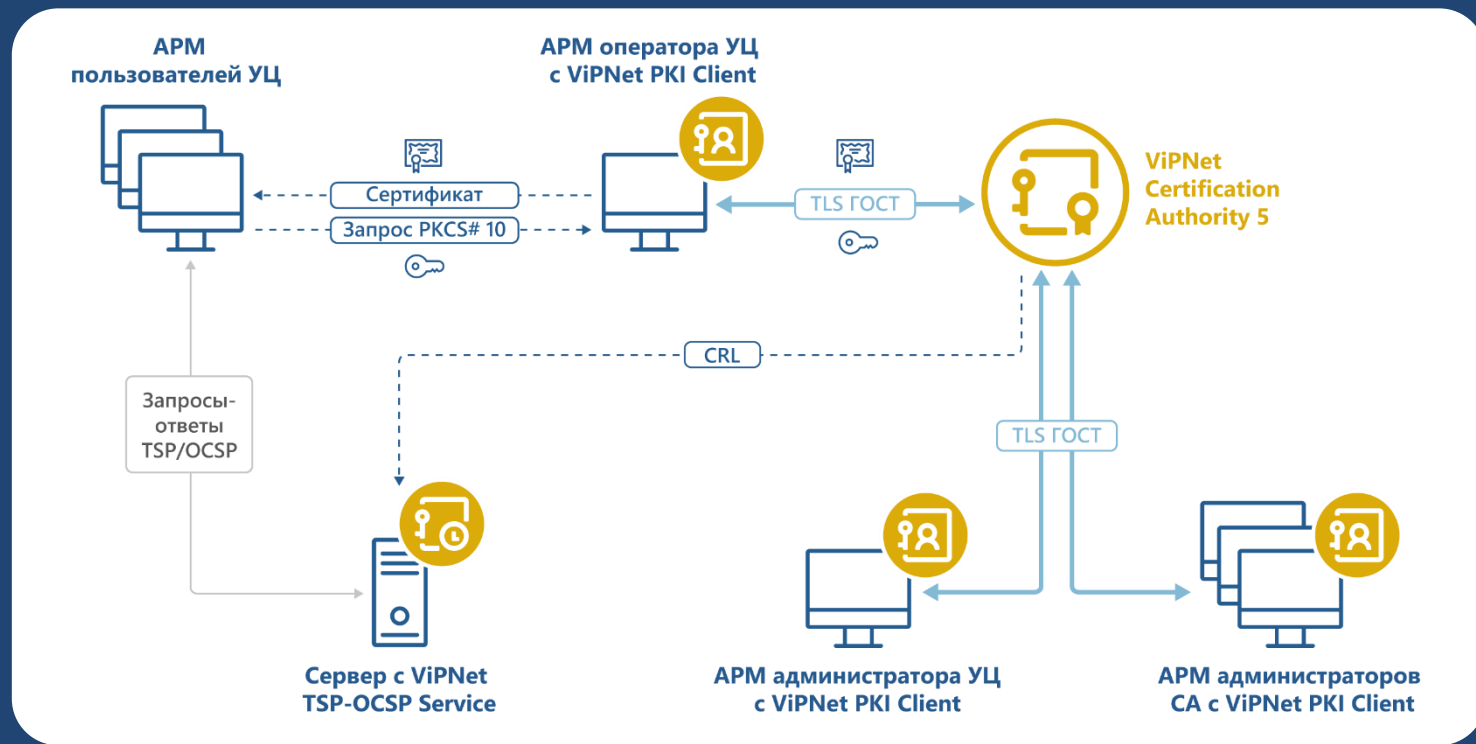 АРМ
пользователей УЦ
АРМ оператора УЦ
с ViPNet PKI Client
Сертификат
Запрос PKCS# 10
TLS ГОСТ
ViPNet
Certification
Authority 5
CRL
Запросы-
ответы
TSP/OCSP
TLS ГОСТ
Сервер с ViPNet
TSP-OCSP Service
АРМ администратора УЦ
с ViPNet PKI Client
АРМ администраторов
СА с ViPNet PKI Client